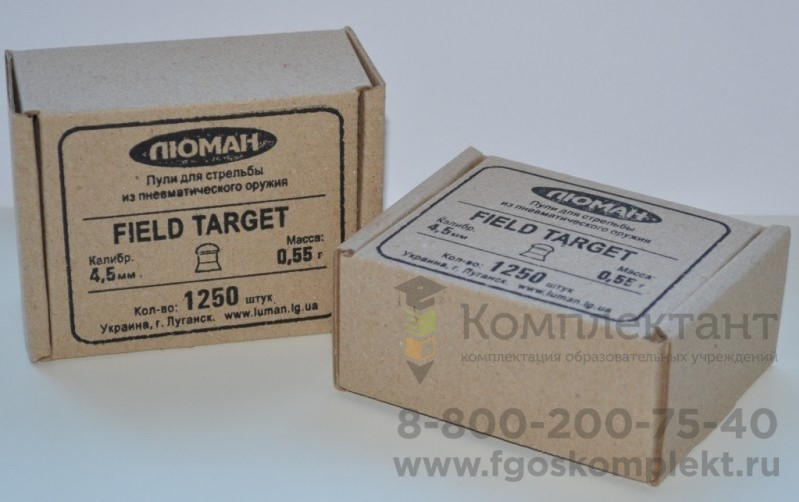 ЛЮМАН
Пули для стрельбы
из пневматического оружия
FIELD TARGET
Калибр. Масса:
4,5мм 0,55 г
Кол-во: 1250 штук
Украина, г. Луганск. www.luman.lg.ua
ЛЮМАН
Пули для стрельбы
из пневматического оружия
FIELD TARGET
Калибр. Масса:
4,5мм 0,55 г
Кол-во: 1250 штук
Украина, г. Луганск. www.luman.lg.ua
Комплектант
комплектация образовательных учреждений
8-800-200-75-40
www.fgoskomplekt.ru